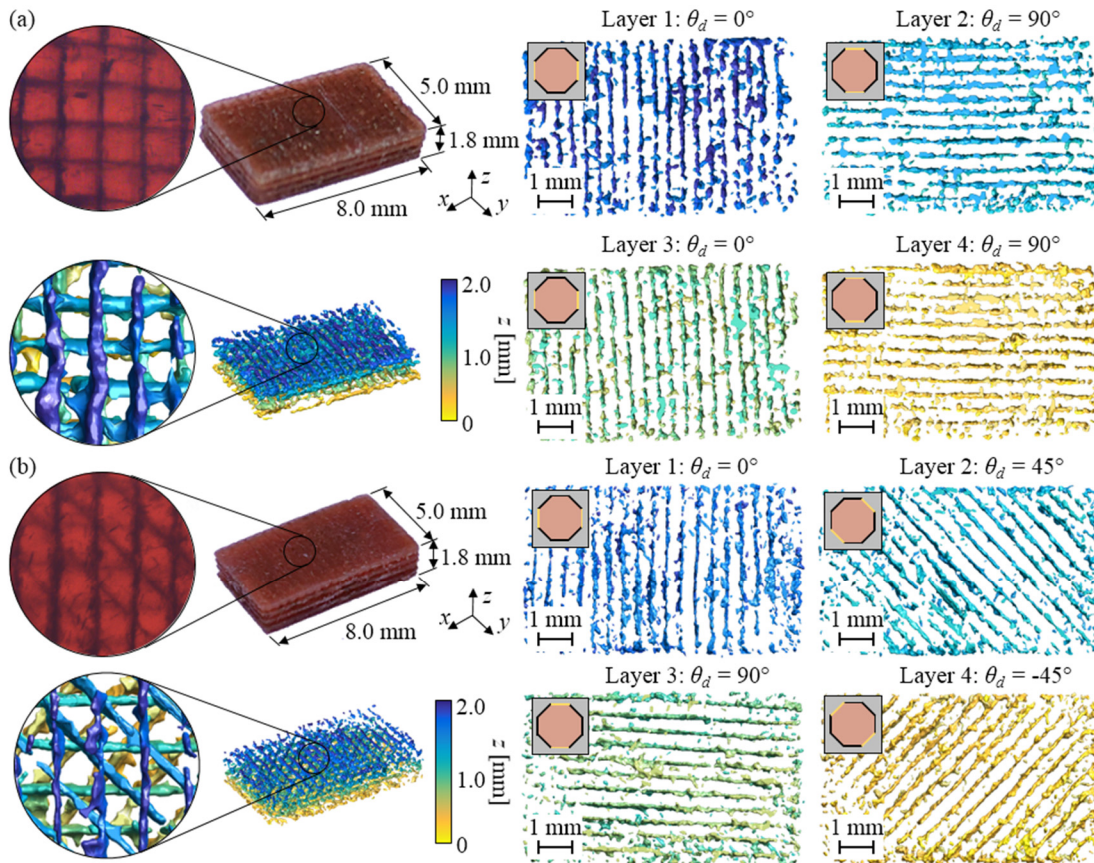 (a)
5.0 mm
1.8 mm
8.0 mm
z
x
y
Layer 1: θd = 0°
1 mm
Layer 2: θd = 90°
1 mm
2.0
1.0
0
z [mm]
Layer 3: θd = 0°
1 mm
Layer 4: θd = 90°
1 mm
(b)
5.0 mm
1.8 mm
8.0 mm
z
x
y
Layer 1: θd = 0°
1 mm
Layer 2: θd = 45°
1 mm
2.0
1.0
0
z [mm]
Layer 3: θd = 90°
1 mm
Layer 4: θd = -45°
1 mm